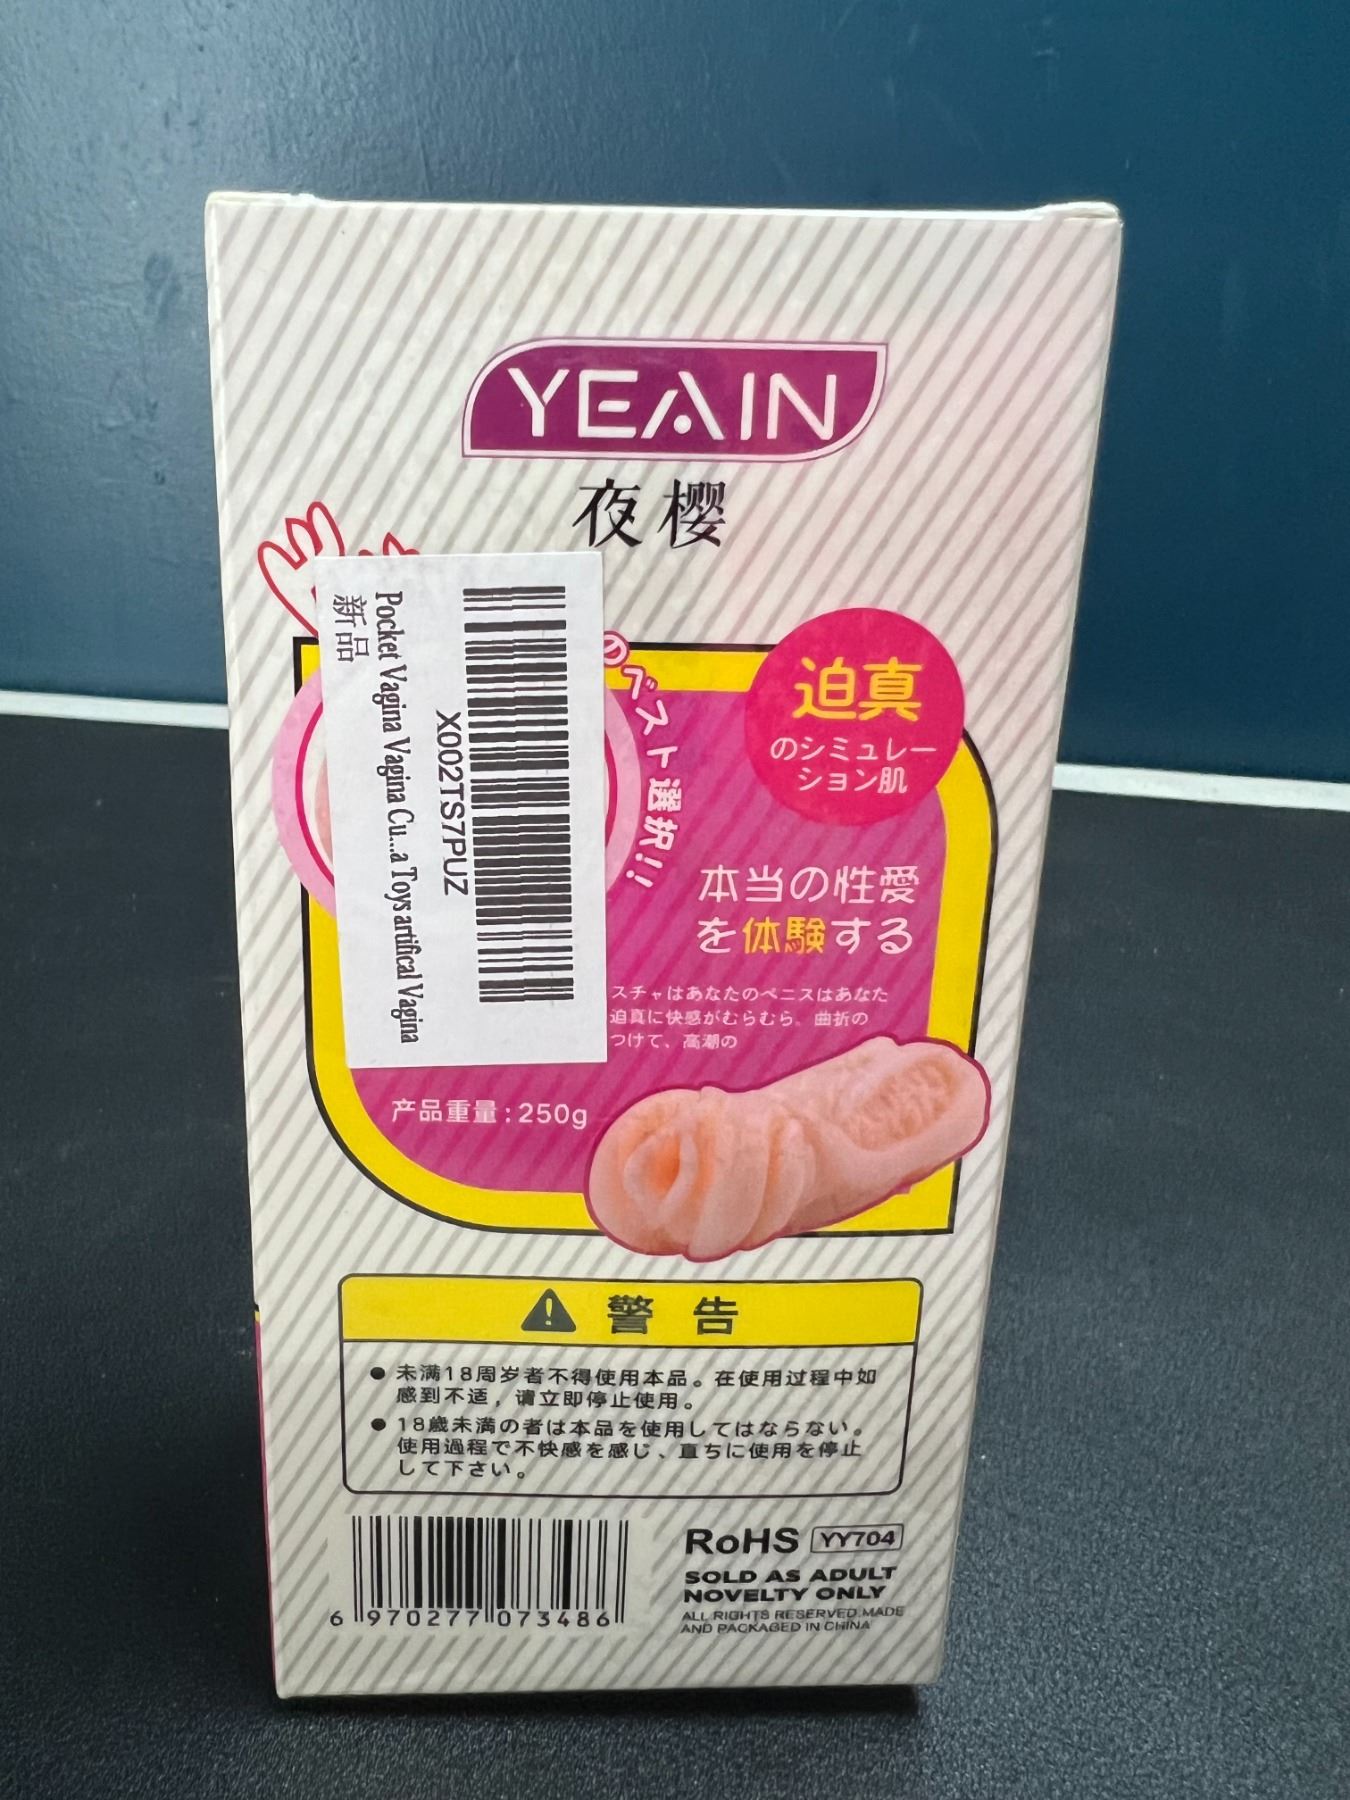 YEAIN
夜樱
のベスト選択!!
迫真
のシミュレー
ション肌
X002TS7PUZ
Pocket Vagina Vagina Cu...a Toys artifical Vagina
新品
本当の性愛
を体験する
スチャはあなたのペニスはあなた
迫真に快感がむらむら。曲折の
つけて、高潮の
产品重量:250g
警告
● 未满18周岁者不得使用本品。在使用过程中如
感到不适，请立即停止使用。
● 18歳未満の者は本品を使用してはならない。
使用過程で不快感を感じ、直ちに使用を停止
して下さい。
6 970277 073486
RoHS YY704
SOLD AS ADULT
NOVELTY ONLY
ALL RIGHTS RESERVED.MADE
AND PACKAGED IN CHINA